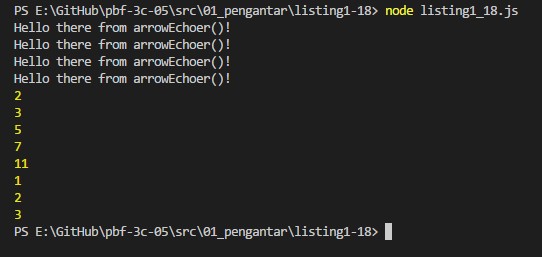 PS E:\GitHub\pbf-3c-05\src\01_pengantar\listing1-18> node listing1_18.js
Hello there from arrowEchoer()!
Hello there from arrowEchoer()!
Hello there from arrowEchoer()!
Hello there from arrowEchoer()!
2
3
5
7
11
1
2
3
PS E:\GitHub\pbf-3c-05\src\01_pengantar\listing1-18>